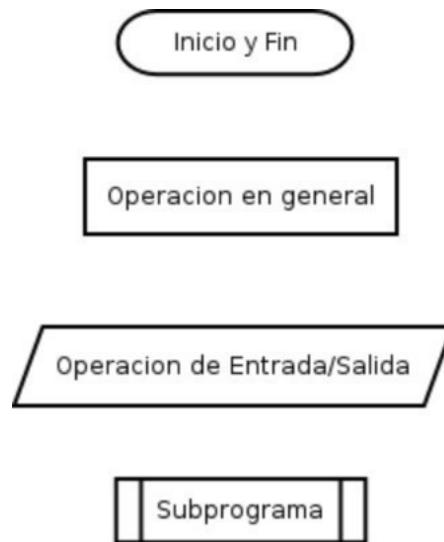 Inicio y Fin
Operacion en general
Operacion de Entrada/Salida
Subprograma